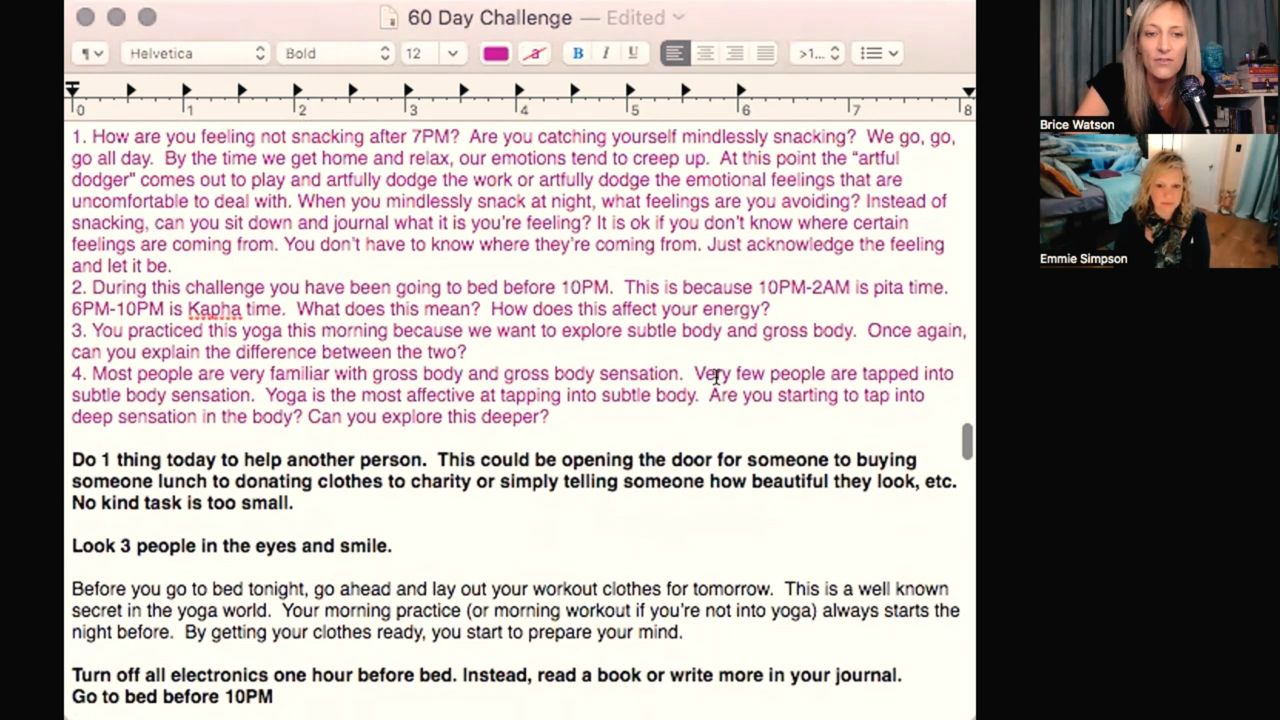 60 Day Challenge — Edited
¶ Helvetica Bold 12 a B I U >1...
0 1 2 3 4 5 6 7 8
1. How are you feeling not snacking after 7PM?  Are you catching yourself mindlessly snacking?  We go, go,
go all day.  By the time we get home and relax, our emotions tend to creep up.  At this point the “artful
dodger" comes out to play and artfully dodge the work or artfully dodge the emotional feelings that are
uncomfortable to deal with. When you mindlessly snack at night, what feelings are you avoiding? Instead of
snacking, can you sit down and journal what it is you’re feeling? It is ok if you don’t know where certain
feelings are coming from. You don’t have to know where they’re coming from. Just acknowledge the feeling
and let it be.
2. During this challenge you have been going to bed before 10PM.  This is because 10PM-2AM is pita time.
6PM-10PM is Kapha time.  What does this mean?  How does this affect your energy?
3. You practiced this yoga this morning because we want to explore subtle body and gross body.  Once again,
can you explain the difference between the two?
4. Most people are very familiar with gross body and gross body sensation.  Very few people are tapped into
subtle body sensation.  Yoga is the most affective at tapping into subtle body.  Are you starting to tap into
deep sensation in the body? Can you explore this deeper?
Do 1 thing today to help another person.  This could be opening the door for someone to buying
someone lunch to donating clothes to charity or simply telling someone how beautiful they look, etc.
No kind task is too small.
Look 3 people in the eyes and smile.
Before you go to bed tonight, go ahead and lay out your workout clothes for tomorrow.  This is a well known
secret in the yoga world.  Your morning practice (or morning workout if you’re not into yoga) always starts the
night before.  By getting your clothes ready, you start to prepare your mind.
Turn off all electronics one hour before bed. Instead, read a book or write more in your journal.
Go to bed before 10PM
Brice Watson
Emmie Simpson